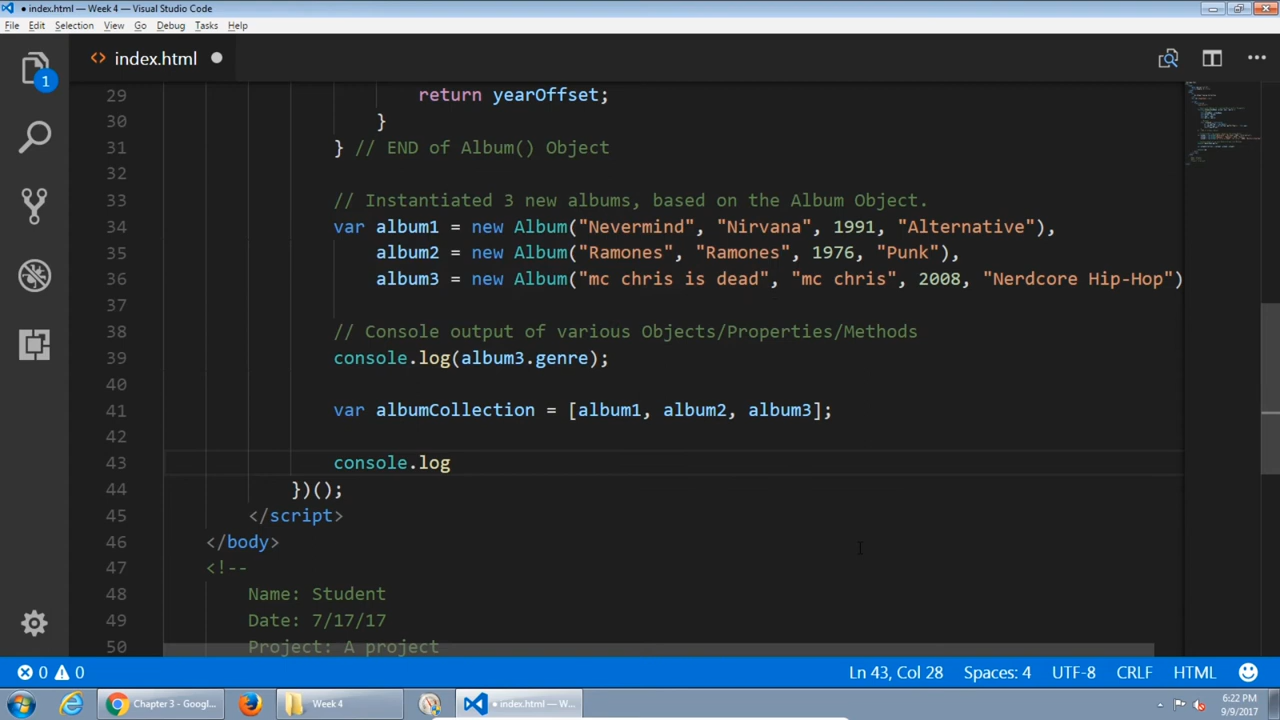 ● index.html — Week 4 — Visual Studio Code
File Edit Selection View Go Debug Tasks Help
1
<> index.html ●
29 return yearOffset;
30 }
31 } // END of Album() Object
32
33 // Instantiated 3 new albums, based on the Album Object.
34 var album1 = new Album("Nevermind", "Nirvana", 1991, "Alternative"),
35 album2 = new Album("Ramones", "Ramones", 1976, "Punk"),
36 album3 = new Album("mc chris is dead", "mc chris", 2008, "Nerdcore Hip-Hop")
37
38 // Console output of various Objects/Properties/Methods
39 console.log(album3.genre);
40
41 var albumCollection = [album1, album2, album3];
42
43 console.log
44 })();
45 </script>
46 </body>
47 <!--
48 Name: Student
49 Date: 7/17/17
50 Project: A project
0 0 Ln 43, Col 28 Spaces: 4 UTF-8 CRLF HTML
Chapter 3 - Googl... Week 4 ● index.html — W... 6:22 PM
9/9/2017